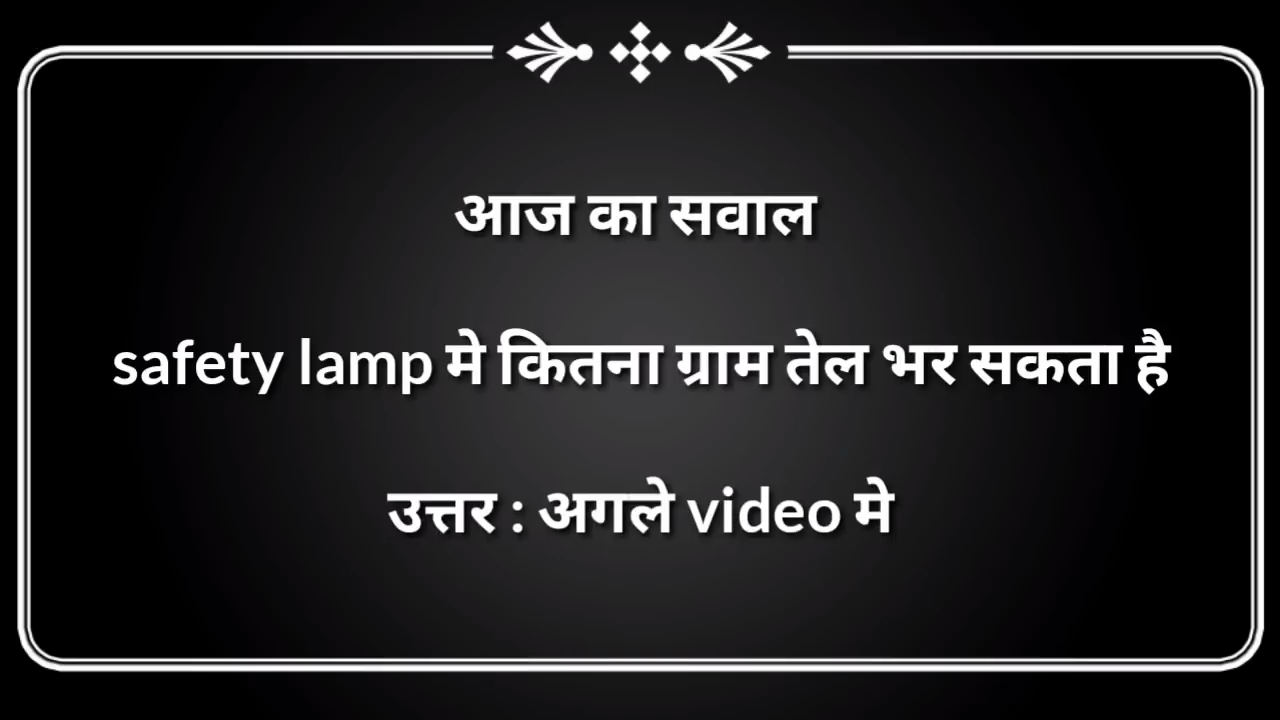 आज का सवाल
safety lamp मे कितना ग्राम तेल भर सकता है
उत्तर : अगले video मे